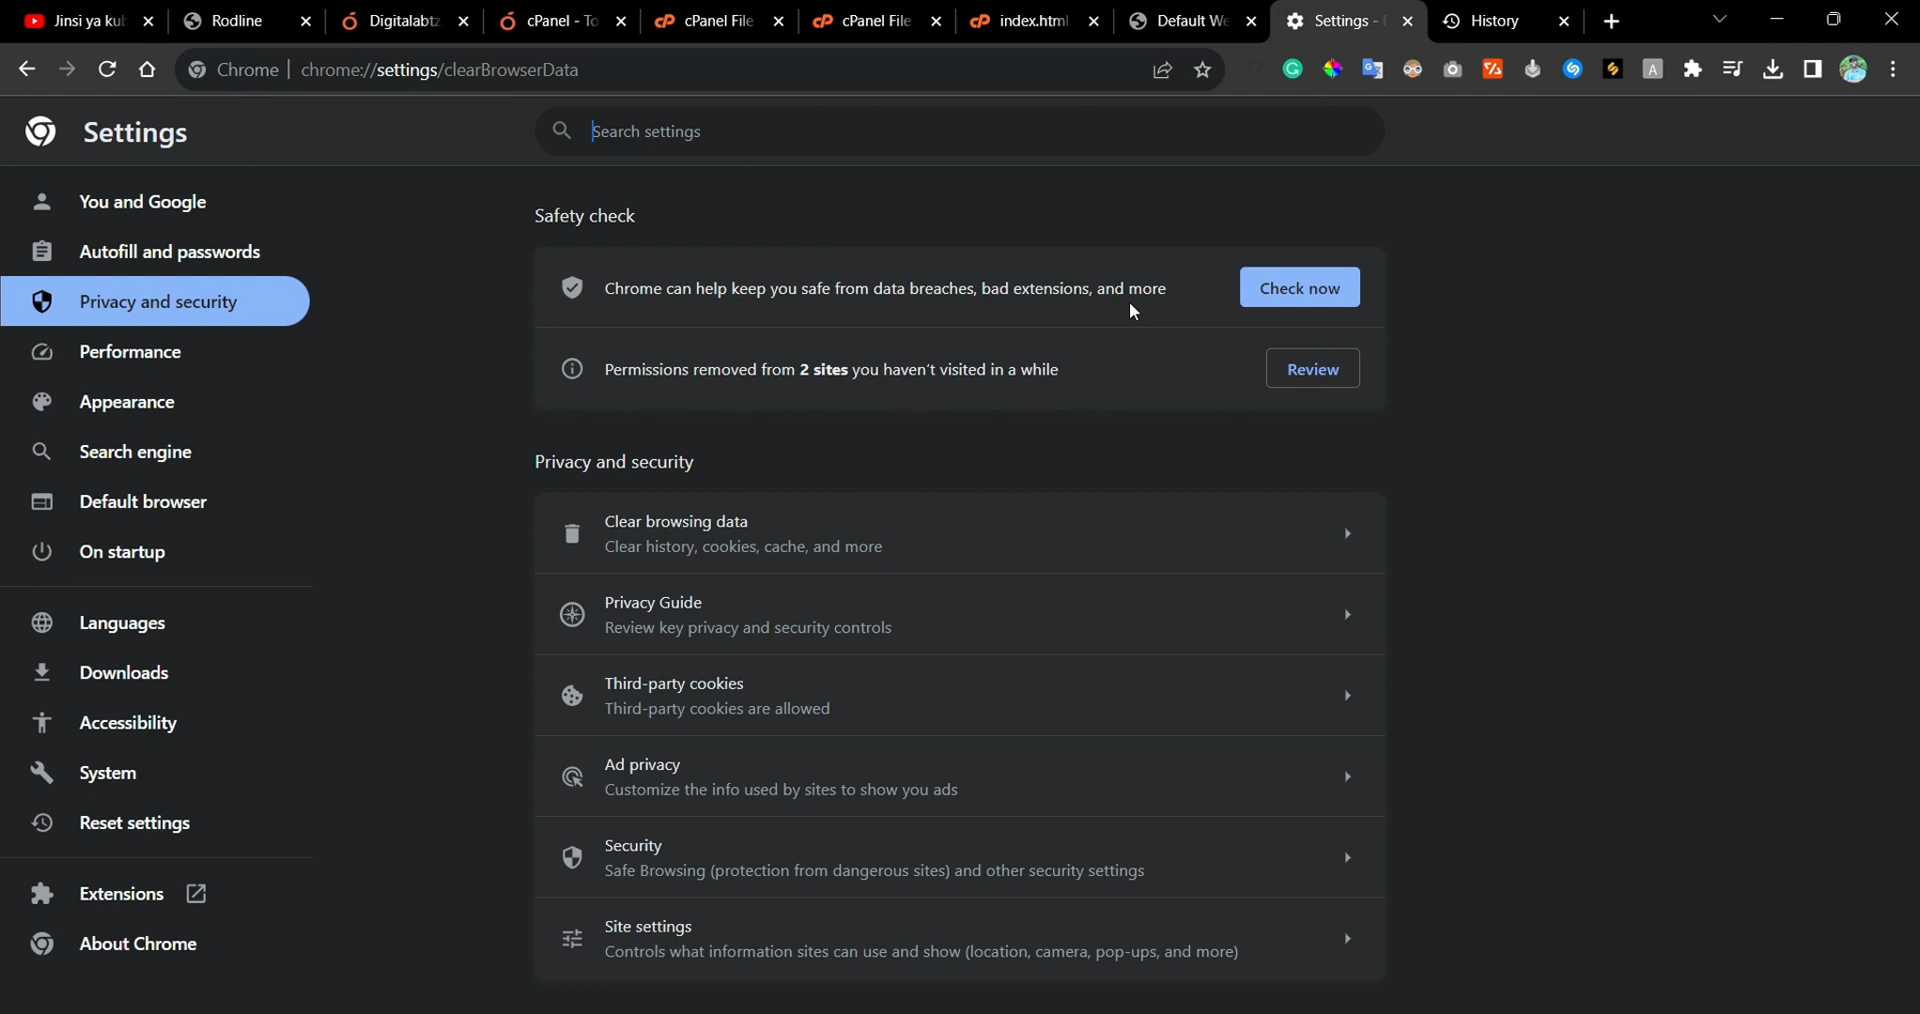 Jinsi ya kul
Rodline
Digitalabtz
cPanel - To
cPanel File
cPanel File
index.html
Default We
Settings -
History
Chrome | chrome://settings/clearBrowserData
Settings
Search settings
You and Google
Autofill and passwords
Privacy and security
Performance
Appearance
Search engine
Default browser
On startup
Languages
Downloads
Accessibility
System
Reset settings
Extensions
About Chrome
Safety check
Chrome can help keep you safe from data breaches, bad extensions, and more
Check now
Permissions removed from 2 sites you haven't visited in a while
Review
Privacy and security
Clear browsing data
Clear history, cookies, cache, and more
Privacy Guide
Review key privacy and security controls
Third-party cookies
Third-party cookies are allowed
Ad privacy
Customize the info used by sites to show you ads
Security
Safe Browsing (protection from dangerous sites) and other security settings
Site settings
Controls what information sites can use and show (location, camera, pop-ups, and more)